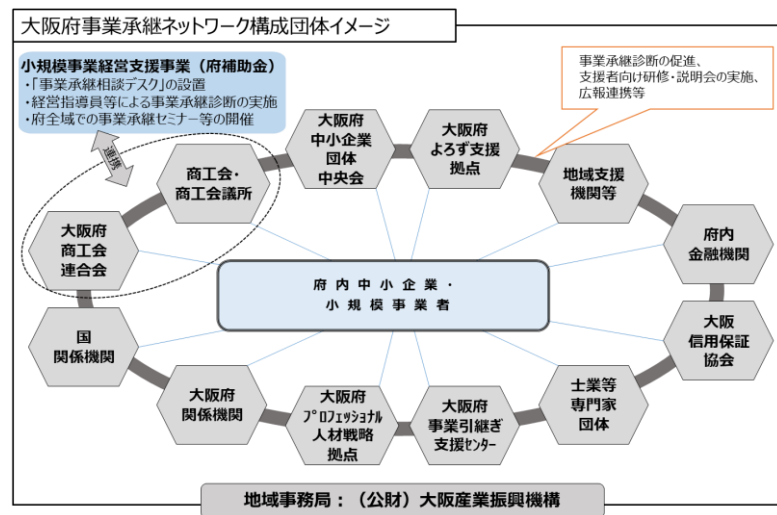 大阪府事業承継ネットワーク構成団体イメージ
小規模事業経営支援事業（府補助金）
・「事業承継相談デスク」の設置
・経営指導員等による事業承継診断の実施
・府全域での事業承継セミナー等の開催
事業承継診断の促進、
支援者向け研修・説明会の実施、
広報連携等
連携
商工会・
商工会議所
大阪府
中小企業
団体
中央会
大阪府
よろず支援
拠点
地域支援
機関等
大阪府
商工会
連合会
府内
金融機関
府内中小企業・
小規模事業者
国
関係機関
大阪
信用保証
協会
大阪府
関係機関
大阪府
ﾌﾟﾛﾌｪｯｼｮﾅﾙ
人材戦略
拠点
大阪府
事業引継ぎ
支援ｾﾝﾀｰ
士業等
専門家
団体
地域事務局：（公財）大阪産業振興機構